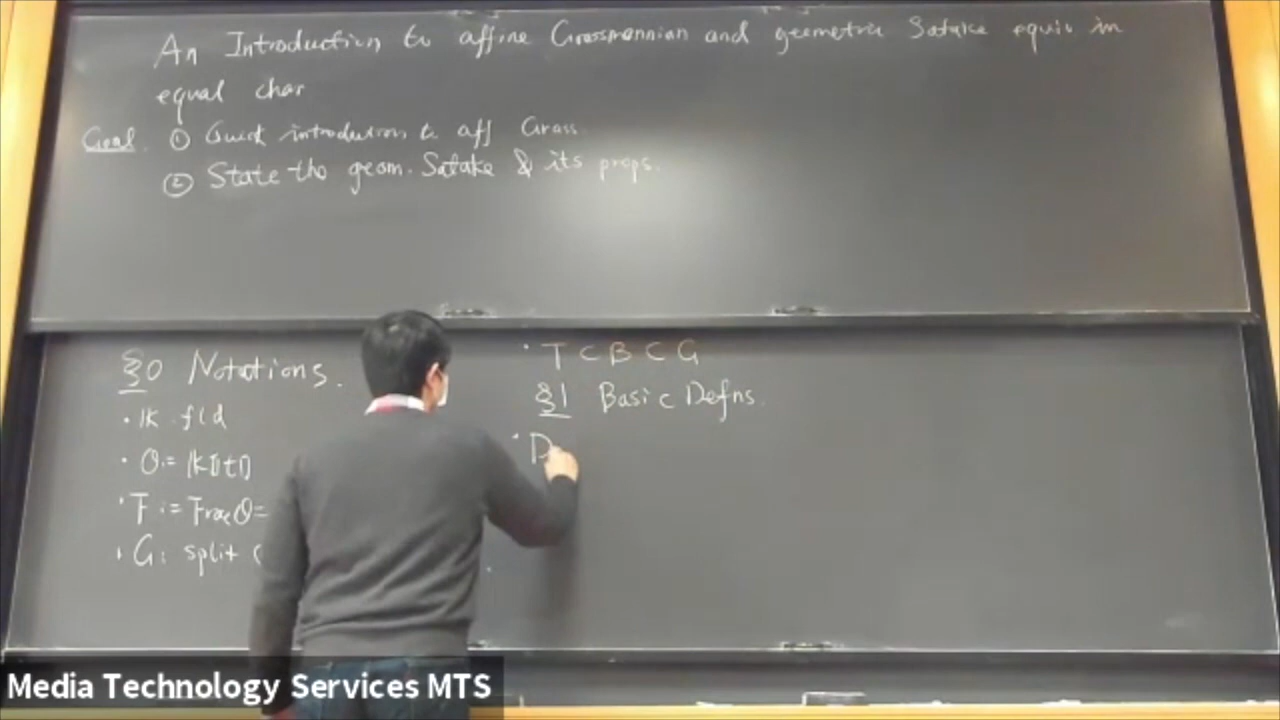 An Introduction to affine Grassmannian and geometric Satake equiv in
equal char
Goal. ① Quick introduction to aff Grass.
② State the geom. Satake & its props.
§0 Notations.
· k fld
· O := k[[t]]
· F := Frac O =
· G: split
· T ⊂ B ⊂ G
§1 Basic Defns.
· D
Media Technology Services MTS